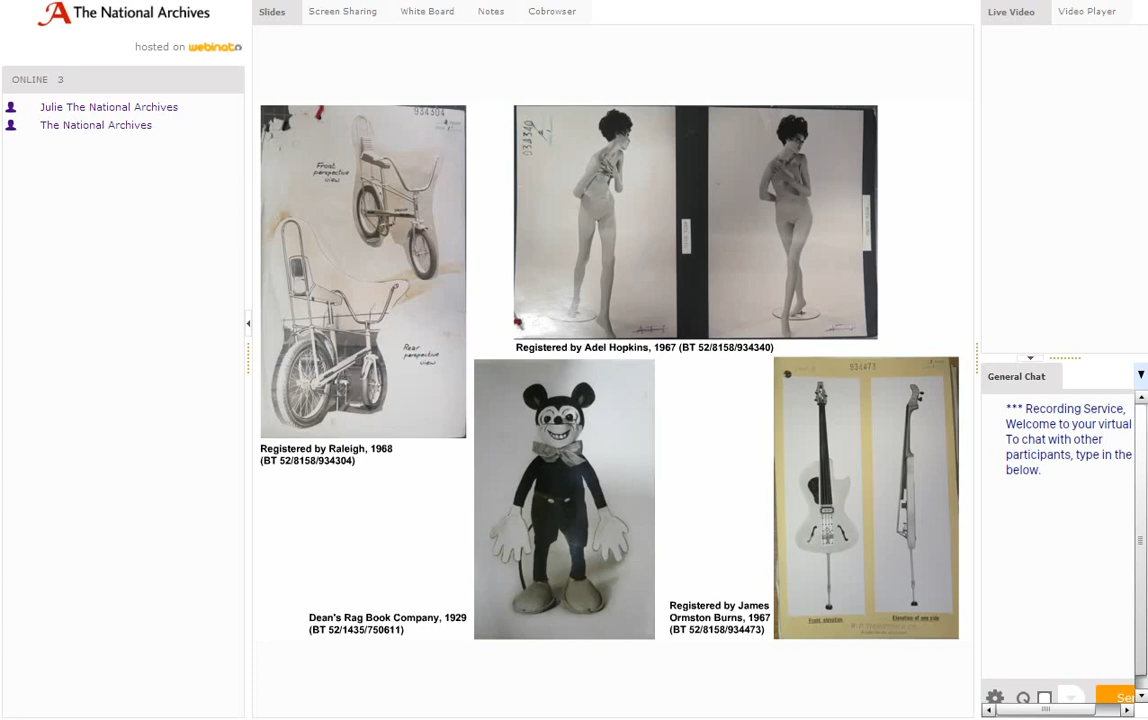 The National Archives
hosted on webinato
ONLINE 3
Julie The National Archives
The National Archives
Slides Screen Sharing White Board Notes Cobrowser
934304
Front
perspective
view
Rear
perspective
view
Registered by Raleigh, 1968
(BT 52/8158/934304)
934340
Registered by Adel Hopkins, 1967 (BT 52/8158/934340)
Dean's Rag Book Company, 1929
(BT 52/1435/750611)
934473
Front elevation
Elevation of one side
Registered by James
Ormston Burns, 1967
(BT 52/8158/934473)
Live Video Video Player
General Chat
*** Recording Service,
Welcome to your virtual
To chat with other
participants, type in the
below.
Se